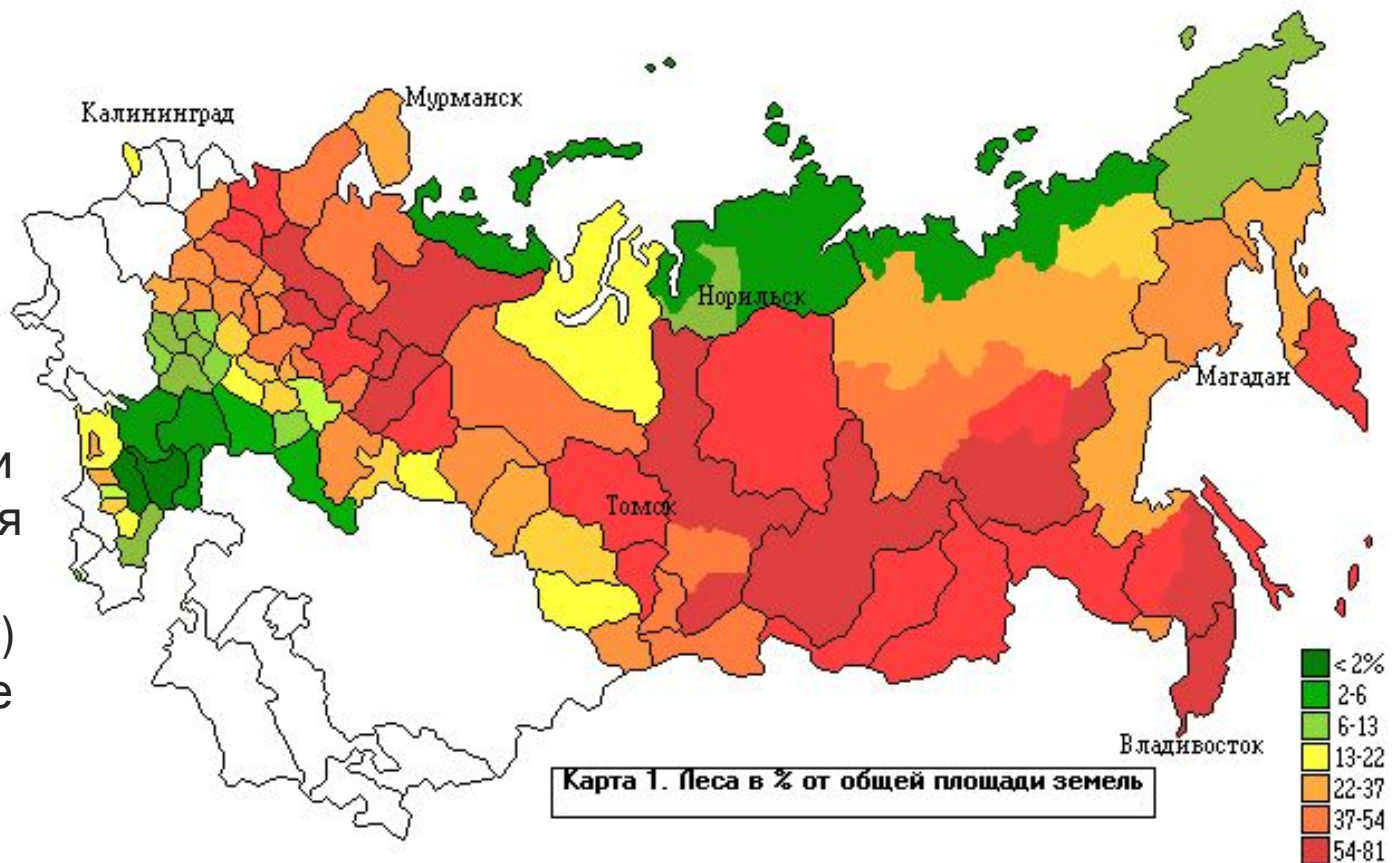 Калининград
Мурманск
Норильск
Магадан
и
я
Томск
)
е
Владивосток
Карта 1. Леса в % от общей площади земель
< 2%
2-6
6-13
13-22
22-37
37-54
54-81